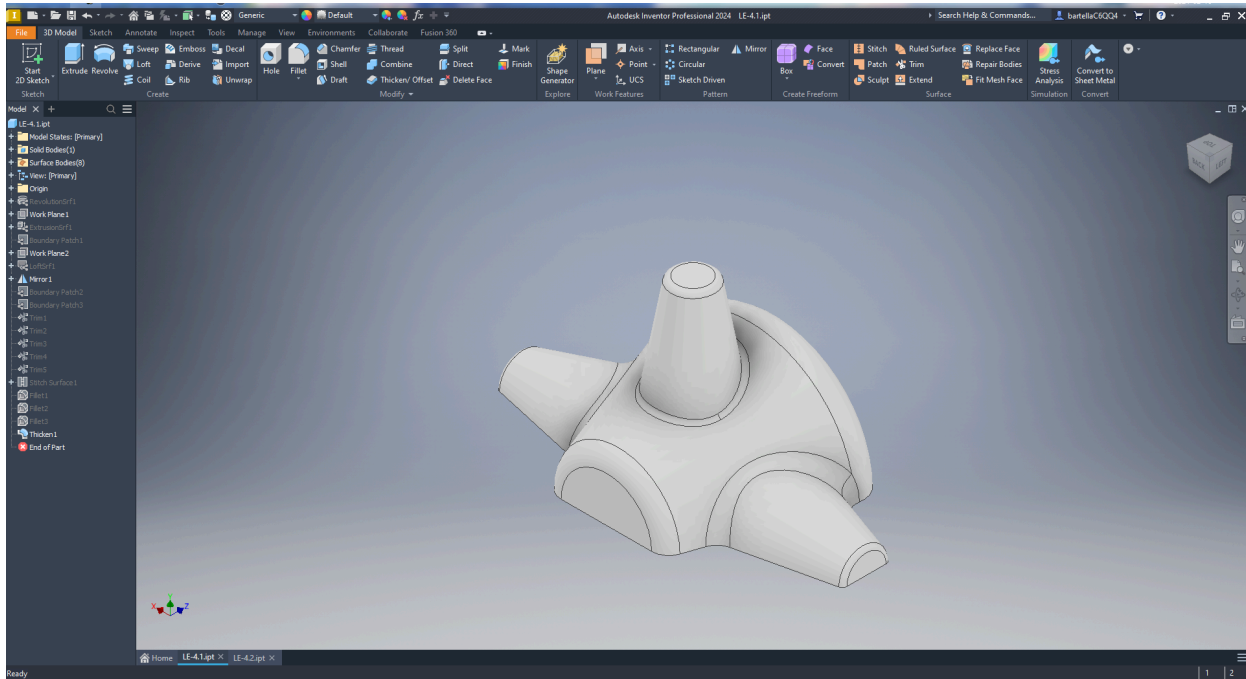 Generic Default fx Autodesk Inventor Professional 2024 LE-4.1.ipt Search Help & Commands... bartellaC6QQ4
File 3D Model Sketch Annotate Inspect Tools Manage View Environments Collaborate Fusion 360
Sweep Emboss Decal Chamfer Thread Split Mark Axis Rectangular Mirror Face Stitch Ruled Surface Replace Face
Start 2D Sketch Extrude Revolve Loft Derive Import Hole Fillet Shell Combine Direct Finish Shape Generator Plane Point Circular Box Convert Patch Trim Repair Bodies Stress Analysis Convert to Sheet Metal
Coil Rib Unwrap Draft Thicken/ Offset Delete Face UCS Sketch Driven Sculpt Extend Fit Mesh Face
Sketch Create Modify Explore Work Features Pattern Create Freeform Surface Simulation Convert
Model
LE-4.1.ipt
Model States: [Primary]
Solid Bodies(1)
Surface Bodies(8)
View: [Primary]
Origin
RevolutionSrf1
Work Plane1
ExtrusionSrf1
Boundary Patch1
Work Plane2
LoftSrf1
Mirror1
Boundary Patch2
Boundary Patch3
Trim1
Trim2
Trim3
Trim4
Trim5
Stitch Surface1
Fillet1
Fillet2
Fillet3
Thicken1
End of Part
BACK LEFT
X Y Z
Home LE-4.1.ipt LE-4.2.ipt
Ready 1 2